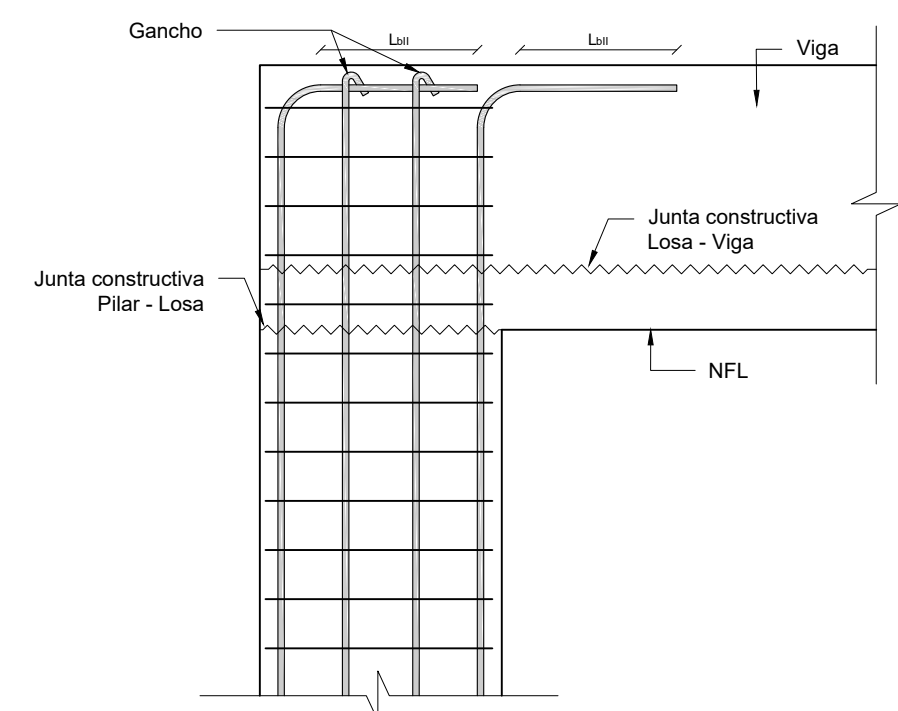 Gancho
Lbll
Lbll
Viga
Junta constructiva
Losa - Viga
Junta constructiva
Pilar - Losa
NFL